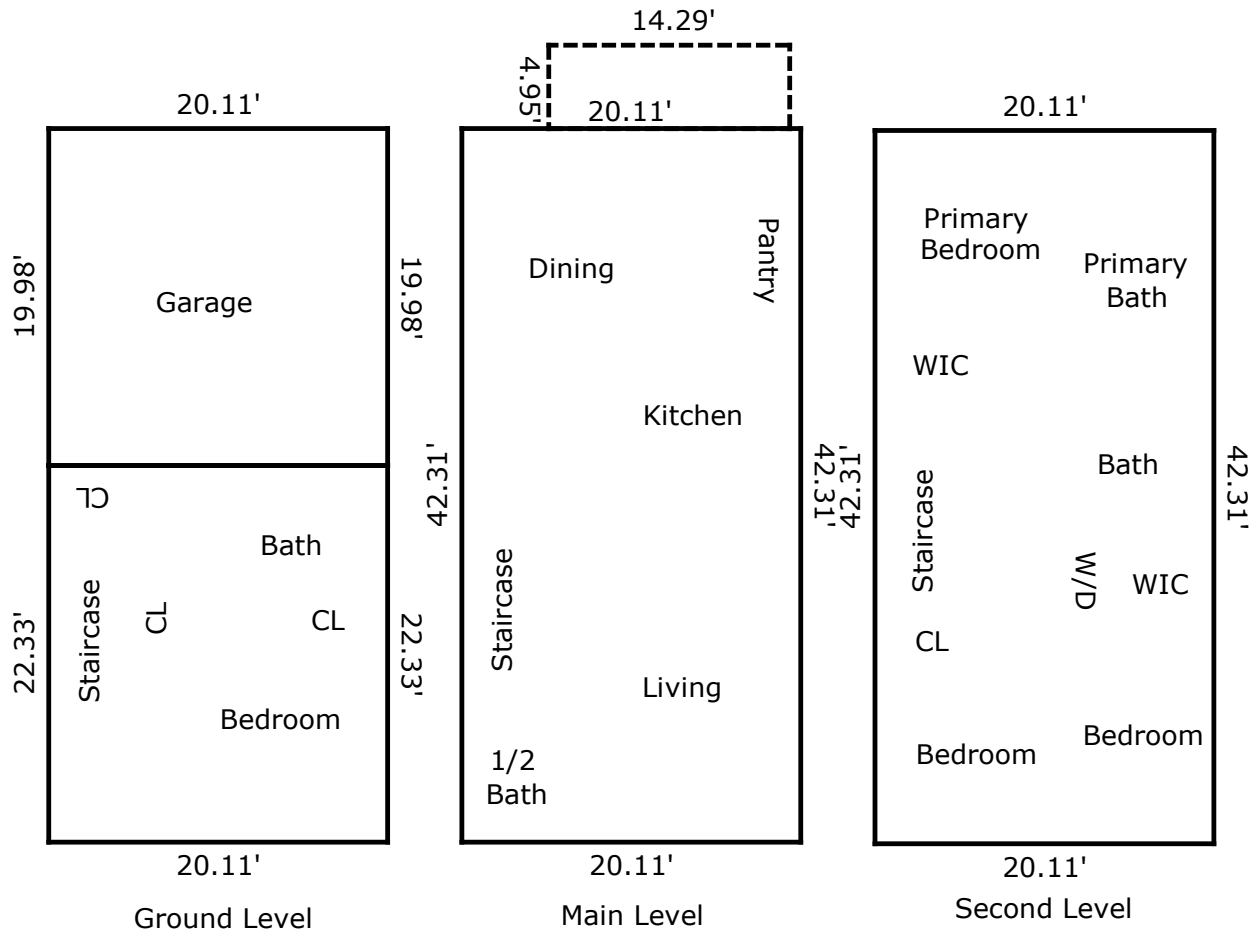 14.29'
4.95'
20.11'
20.11'
20.11'
19.98'
Garage
19.98'
CL
Bath
22.33'
Staircase
CL
CL
22.33'
Bedroom
20.11'
Ground Level
Dining
Pantry
Kitchen
42.31'
42.31'
Staircase
Living
1/2
Bath
20.11'
Main Level
Primary
Bedroom
Primary
Bath
WIC
42.31'
Staircase
Bath
42.31'
W/D
WIC
CL
Bedroom
Bedroom
20.11'
Second Level